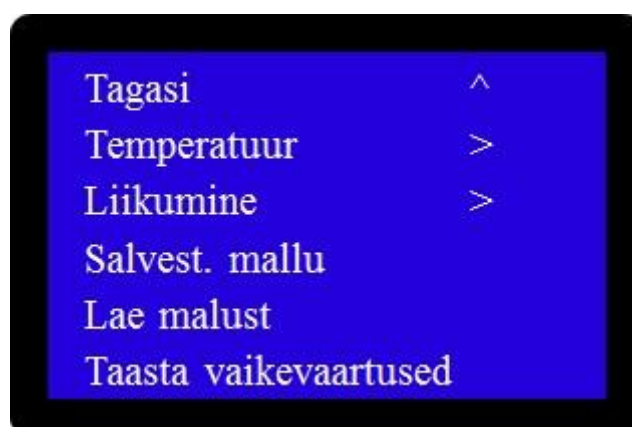 Tagasi ^
Temperatuur >
Liikumine >
Salvest. mallu
Lae malust
Taasta vaikevaartused